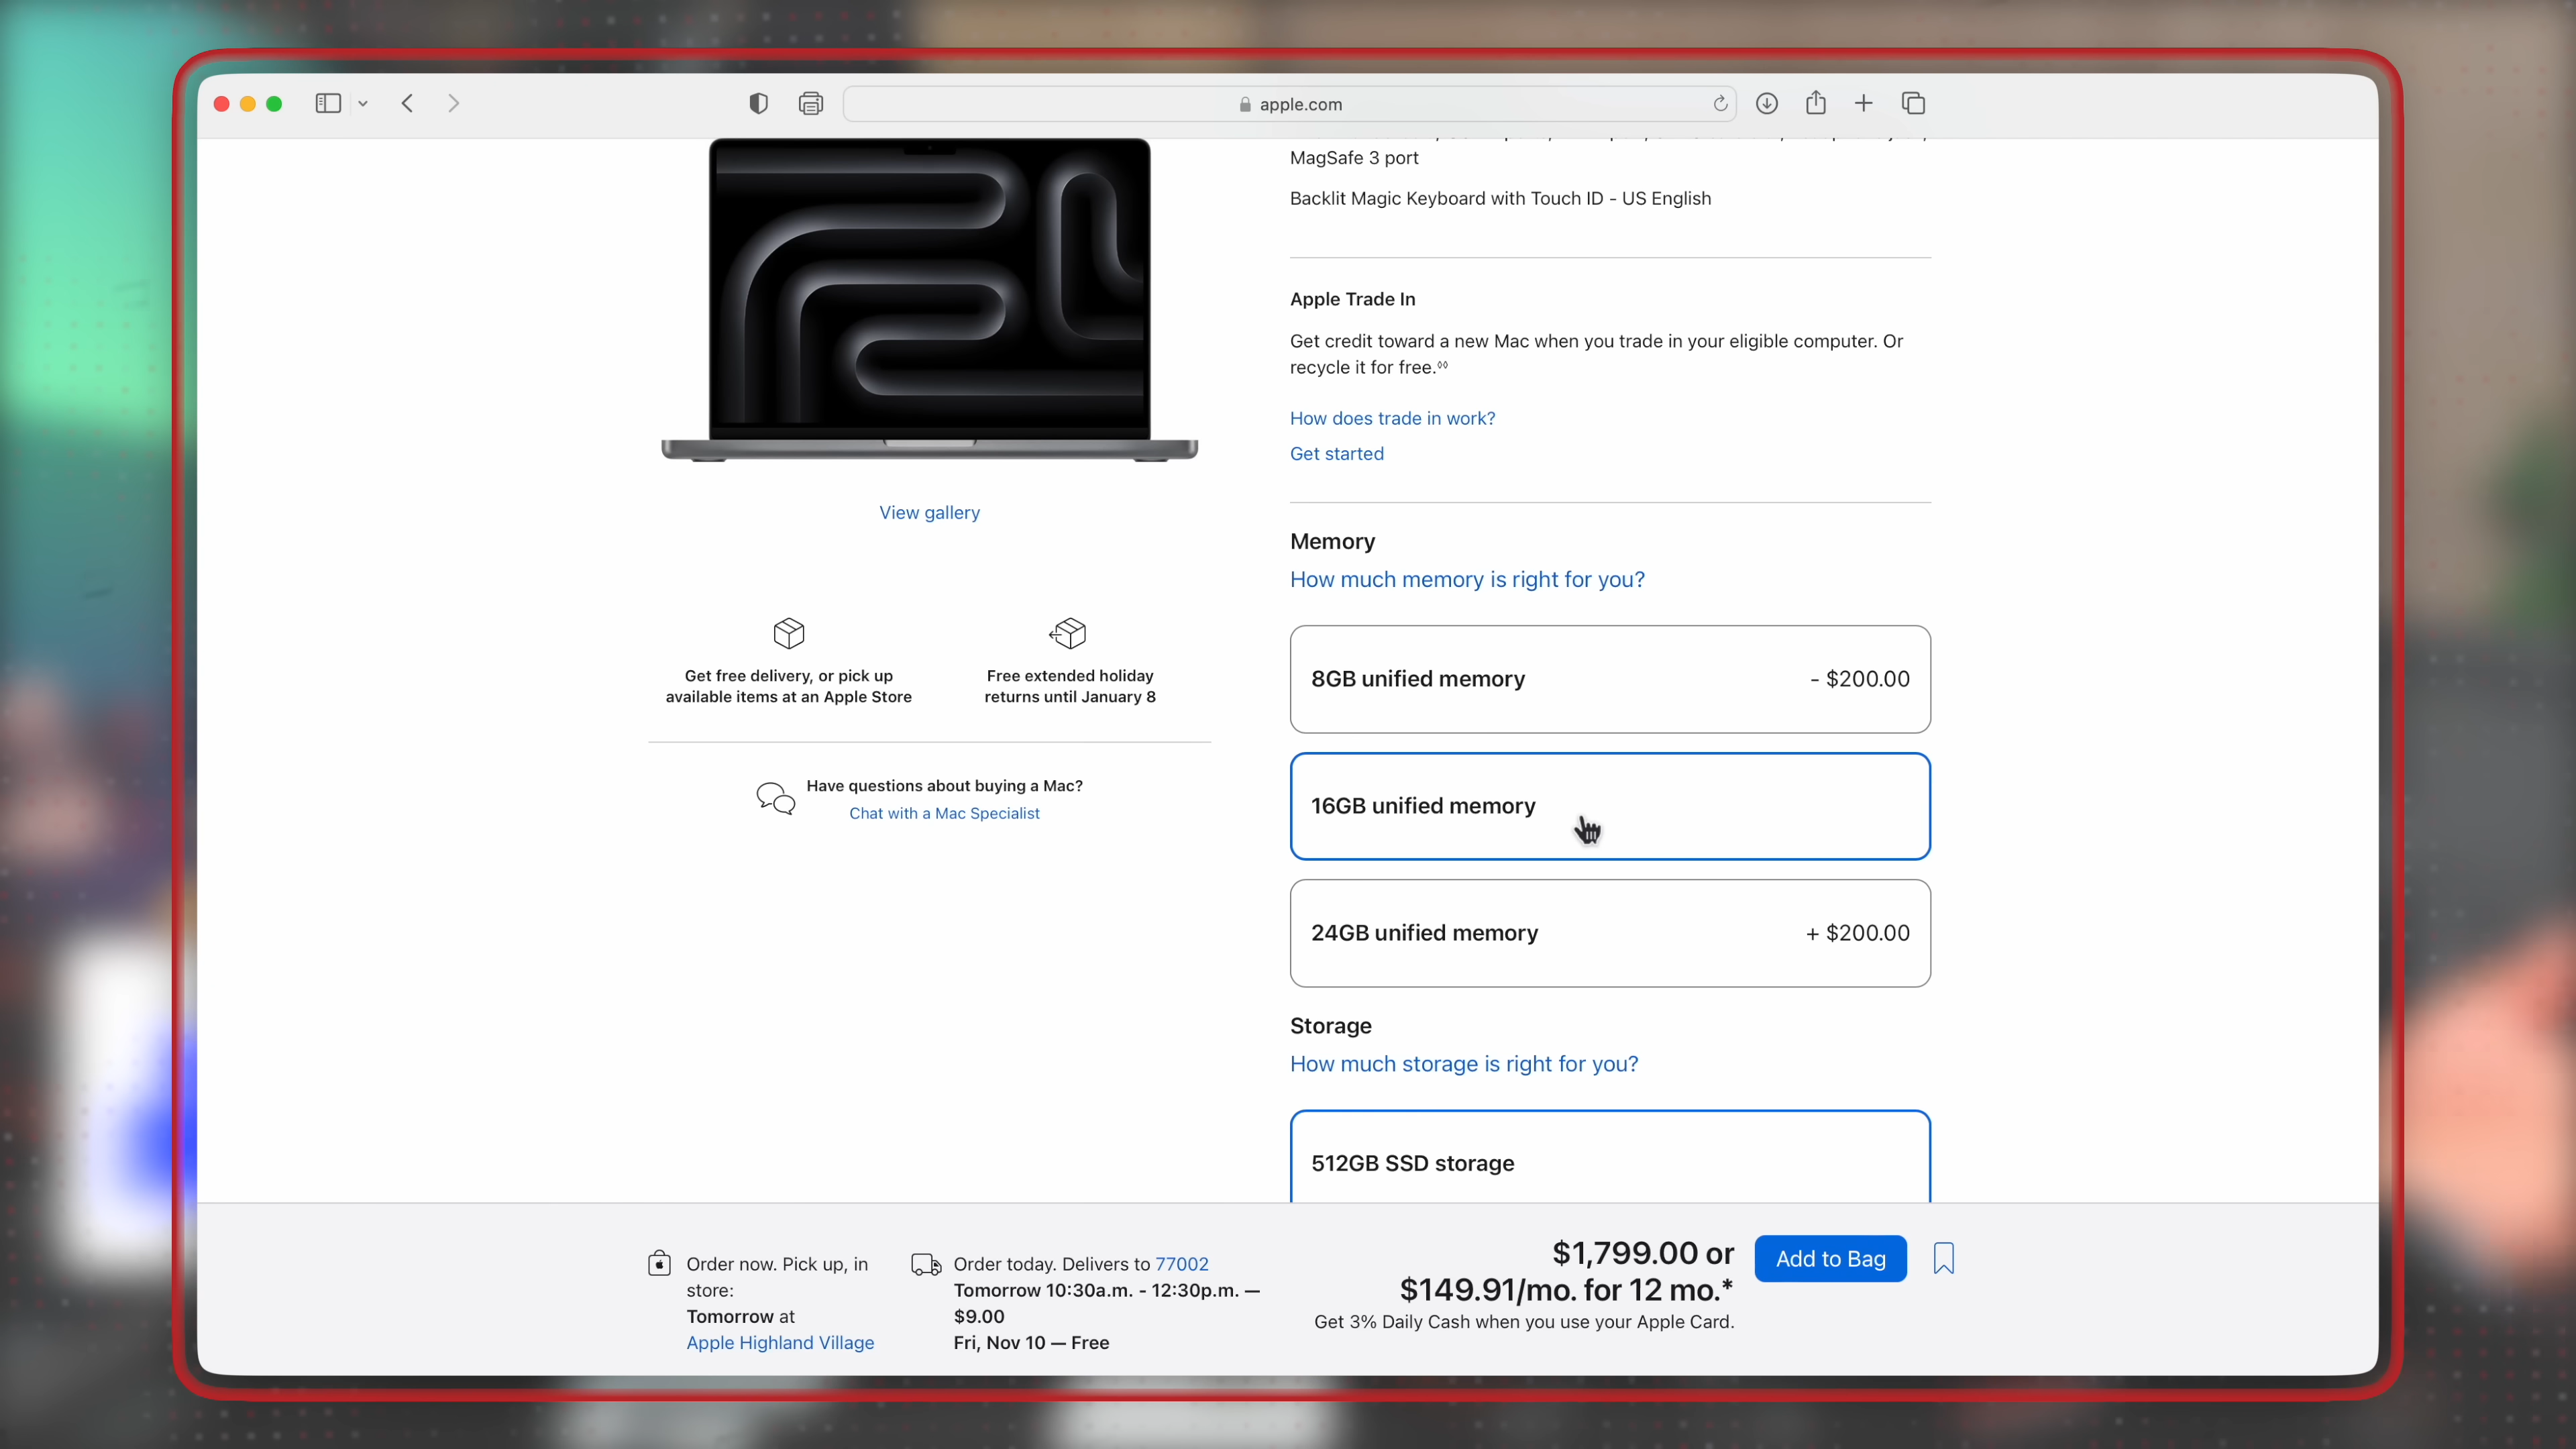 apple.com
MagSafe 3 port
Backlit Magic Keyboard with Touch ID - US English
Apple Trade In
Get credit toward a new Mac when you trade in your eligible computer. Or
recycle it for free.◊◊
How does trade in work?
Get started
View gallery
Get free delivery, or pick up
available items at an Apple Store
Free extended holiday
returns until January 8
Have questions about buying a Mac?
Chat with a Mac Specialist
Memory
How much memory is right for you?
8GB unified memory - $200.00
16GB unified memory
24GB unified memory + $200.00
Storage
How much storage is right for you?
512GB SSD storage
Order now. Pick up, in
store:
Tomorrow at
Apple Highland Village
Order today. Delivers to 77002
Tomorrow 10:30a.m. - 12:30p.m. —
$9.00
Fri, Nov 10 — Free
$1,799.00 or
$149.91/mo. for 12 mo.*
Get 3% Daily Cash when you use your Apple Card.
Add to Bag